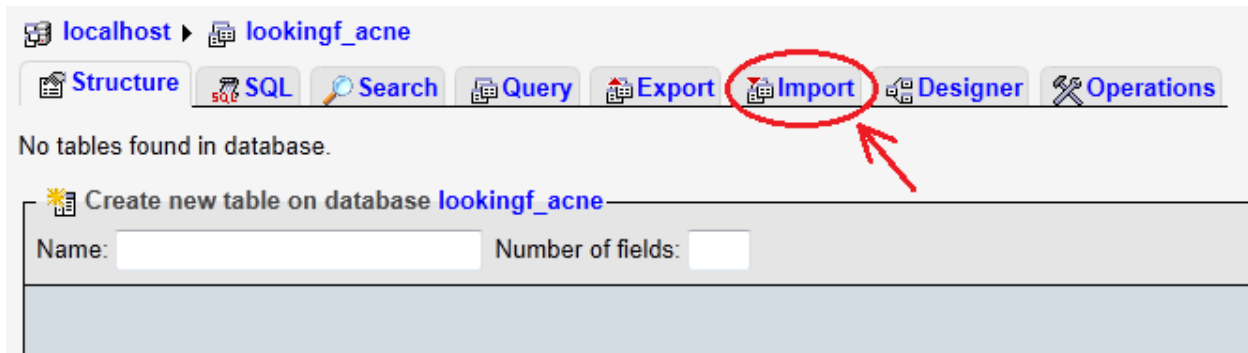 localhost lookingf_acne
Structure SQL Search Query Export Import Designer Operations
No tables found in database.
Create new table on database lookingf_acne
Name: Number of fields: